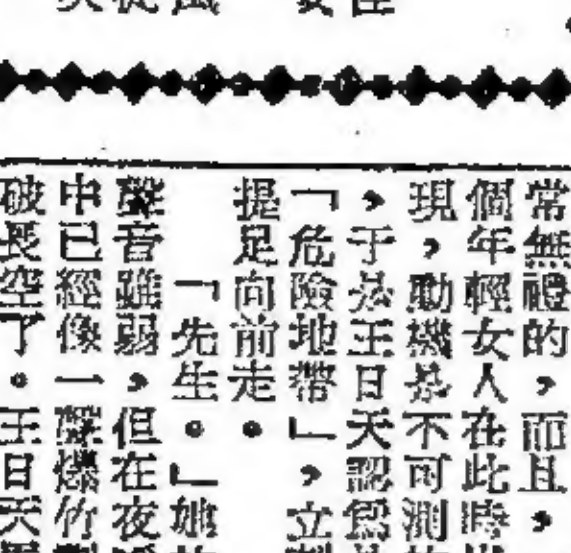 常無禮的,而且,
個年輕女人在此時
現,動機是不可測
,于是王日天認爲
「危險地帶」,立
提足向前走。
「先生。」她
聲音雖弱,但在夜
中已經像一聲爆竹
破長空了。王日天